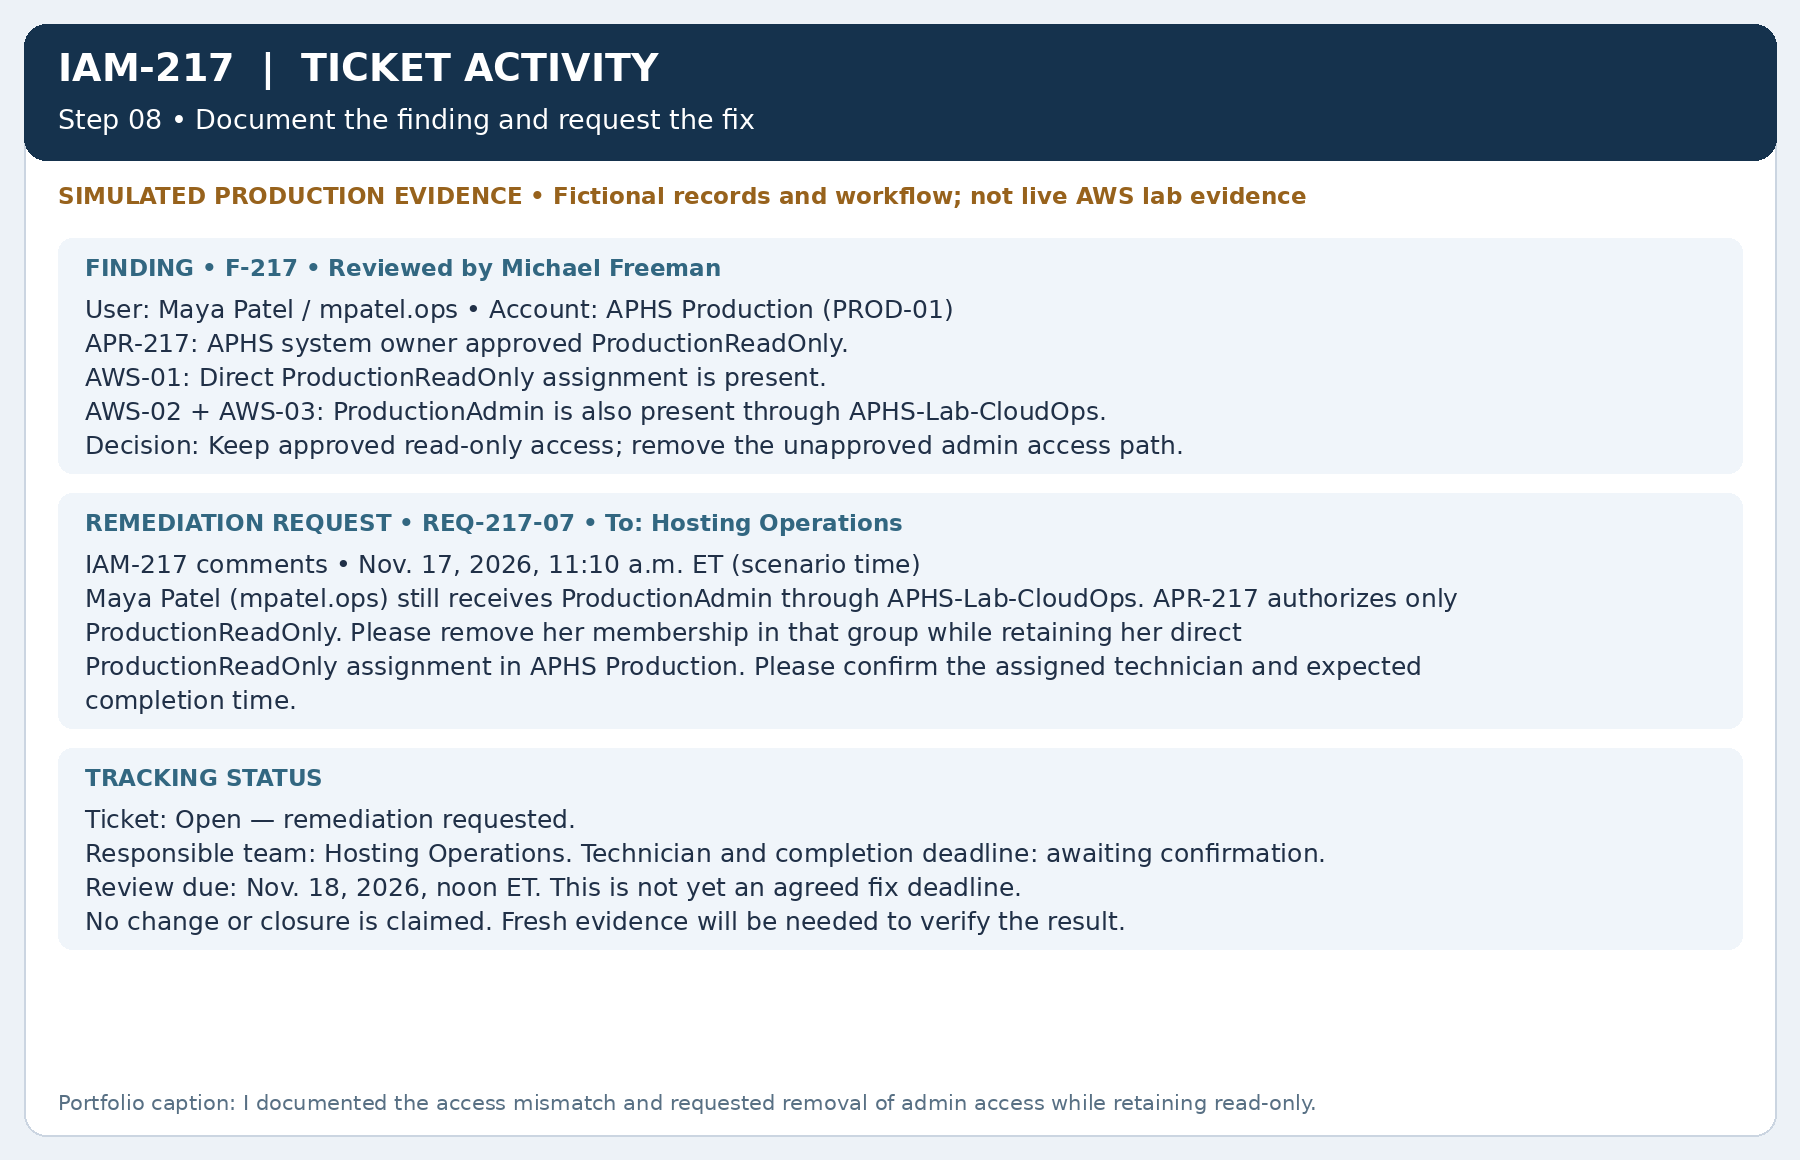 IAM-217 | TICKET ACTIVITY
Step 08 • Document the finding and request the fix
SIMULATED PRODUCTION EVIDENCE • Fictional records and workflow; not live AWS lab evidence
FINDING • F-217 • Reviewed by Michael Freeman
User: Maya Patel / mpatel.ops • Account: APHS Production (PROD-01)
APR-217: APHS system owner approved ProductionReadOnly.
AWS-01: Direct ProductionReadOnly assignment is present.
AWS-02 + AWS-03: ProductionAdmin is also present through APHS-Lab-CloudOps.
Decision: Keep approved read-only access; remove the unapproved admin access path.
REMEDIATION REQUEST • REQ-217-07 • To: Hosting Operations
IAM-217 comments • Nov. 17, 2026, 11:10 a.m. ET (scenario time)
Maya Patel (mpatel.ops) still receives ProductionAdmin through APHS-Lab-CloudOps. APR-217 authorizes only
ProductionReadOnly. Please remove her membership in that group while retaining her direct
ProductionReadOnly assignment in APHS Production. Please confirm the assigned technician and expected
completion time.
TRACKING STATUS
Ticket: Open — remediation requested.
Responsible team: Hosting Operations. Technician and completion deadline: awaiting confirmation.
Review due: Nov. 18, 2026, noon ET. This is not yet an agreed fix deadline.
No change or closure is claimed. Fresh evidence will be needed to verify the result.
Portfolio caption: I documented the access mismatch and requested removal of admin access while retaining read-only.